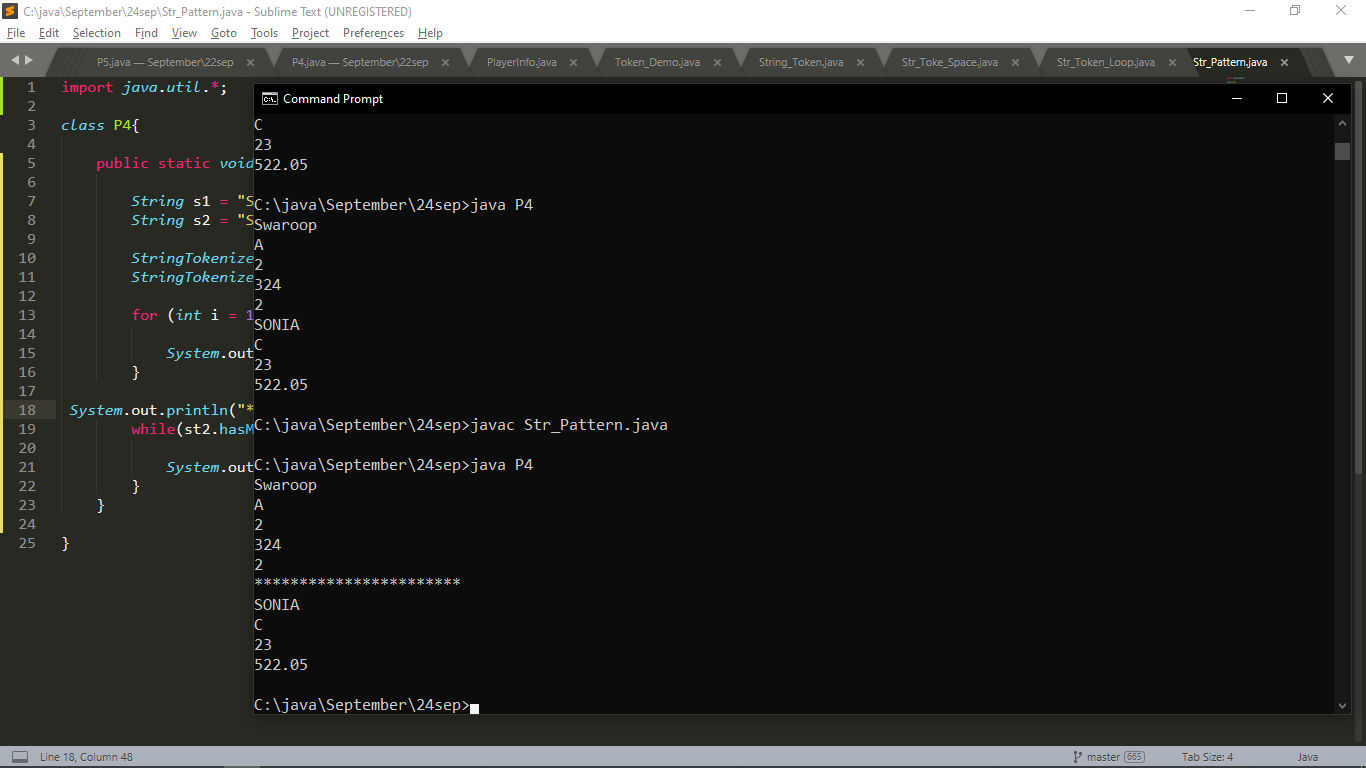 C:\java\September\24sep\Str_Pattern.java - Sublime Text (UNREGISTERED)
File Edit Selection Find View Goto Tools Project Preferences Help
P5.java — September\22sep P4.java — September\22sep PlayerInfo.java Token_Demo.java String_Token.java Str_Toke_Space.java Str_Token_Loop.java Str_Pattern.java
1 import java.util.*;
2
3 class P4{
4
5 public static void
6
7 String s1 = "S
8 String s2 = "S
9
10 StringTokenize
11 StringTokenize
12
13 for (int i = 1
14
15 System.out
16 }
17
18 System.out.println("*
19 while(st2.hasM
20
21 System.out
22 }
23 }
24
25 }
Command Prompt
C
23
522.05
C:\java\September\24sep>java P4
Swaroop
A
2
324
2
SONIA
C
23
522.05
C:\java\September\24sep>javac Str_Pattern.java
C:\java\September\24sep>java P4
Swaroop
A
2
324
2
***********************
SONIA
C
23
522.05
C:\java\September\24sep>
Line 18, Column 48 master 665 Tab Size: 4 Java